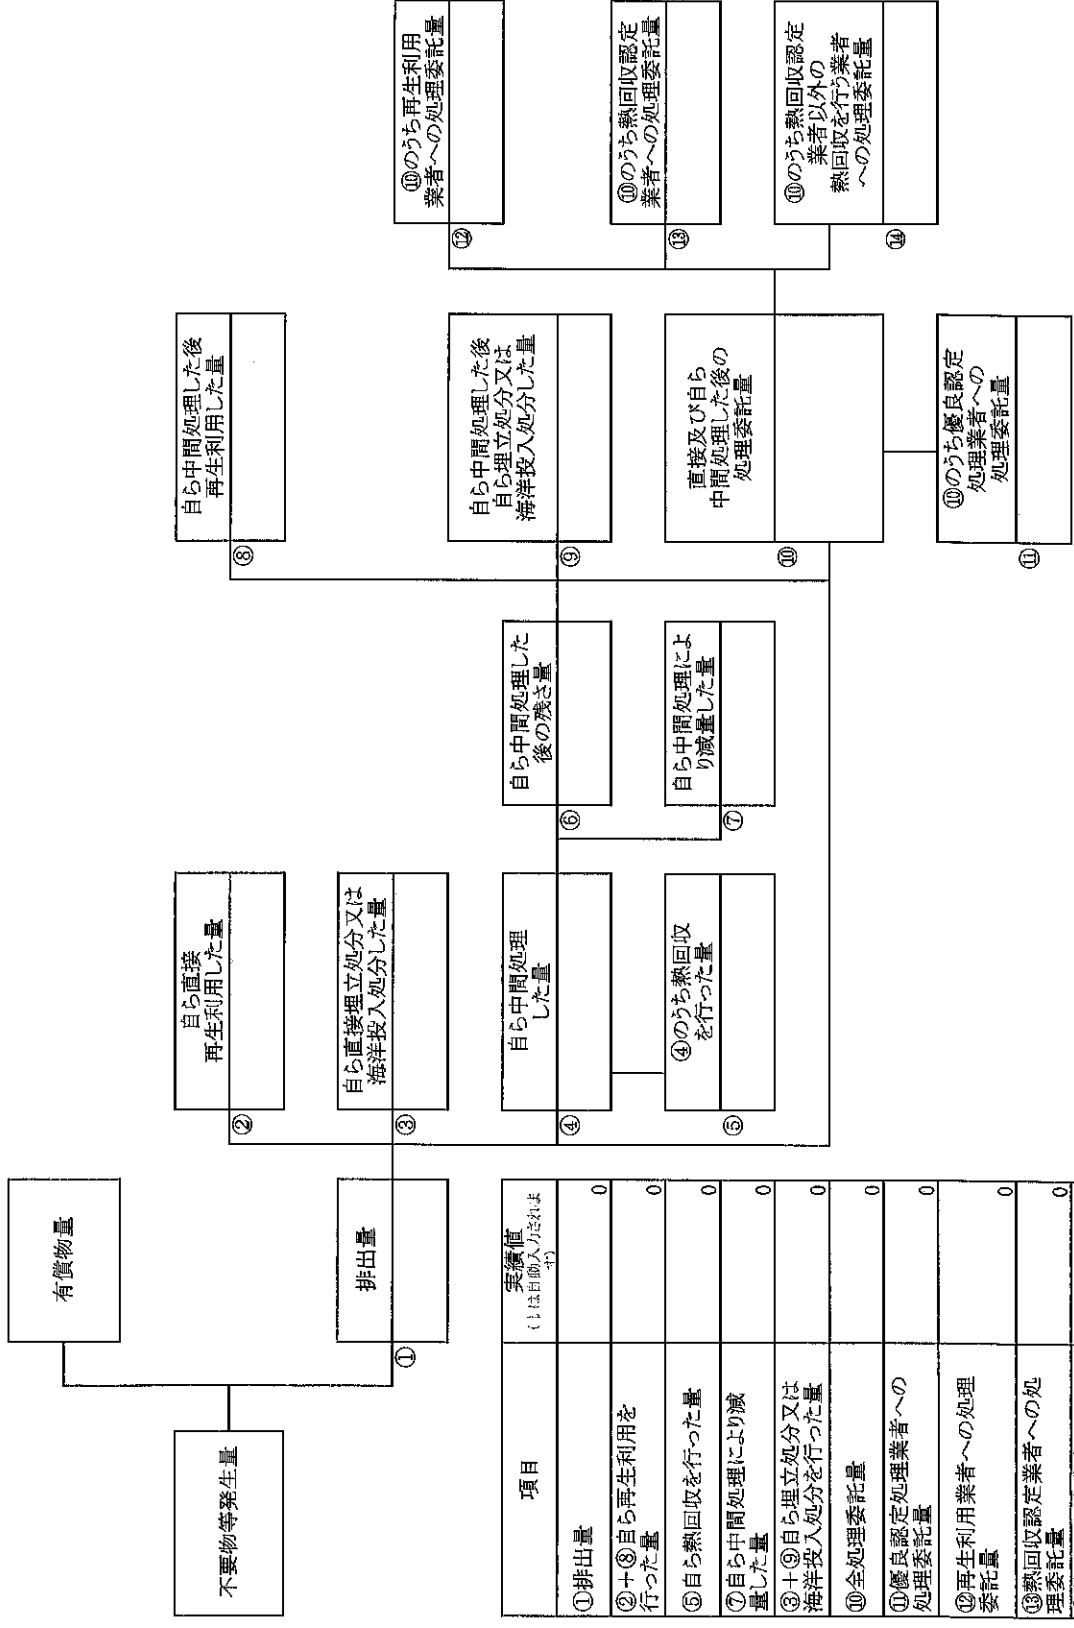 不要物等発生量
有償物量
排出量
①
自ら直接
再生利用した量
②
自ら直接埋立処分又は
海洋投入処分した量
③
自ら中間処理
した量
④
④のうち熱回収
を行った量
⑤
自ら中間処理した
後の残さ量
⑥
自ら中間処理によ
り減量した量
⑦
自ら中間処理した後
再生利用した量
⑧
自ら中間処理した後
自ら埋立処分又は
海洋投入処分した量
⑨
直接及び自ら
中間処理した後の
処理委託量
⑩
⑩のうち優良認定
処理業者への
処理委託量
⑪
⑩のうち再生利用
業者への処理委託量
⑫
⑩のうち熱回収認定
業者への処理委託量
⑬
⑩のうち熱回収認定
業者以外の
熱回収を行う業者
への処理委託量
⑭
項目
実績値
は自動入力されま
す)
①排出量
0
②+⑧自ら再生利用を
行った量
0
⑤自ら熱回収を行った量
0
⑦自ら中間処理により減
量した量
0
③+⑨自ら埋立処分又は
海洋投入処分を行った量
0
⑩全処理委託量
0
⑪優良認定処理業者への
処理委託量
0
⑫再生利用業者への処理
委託量
0
⑬熱回収認定業者への処
理委託量
0